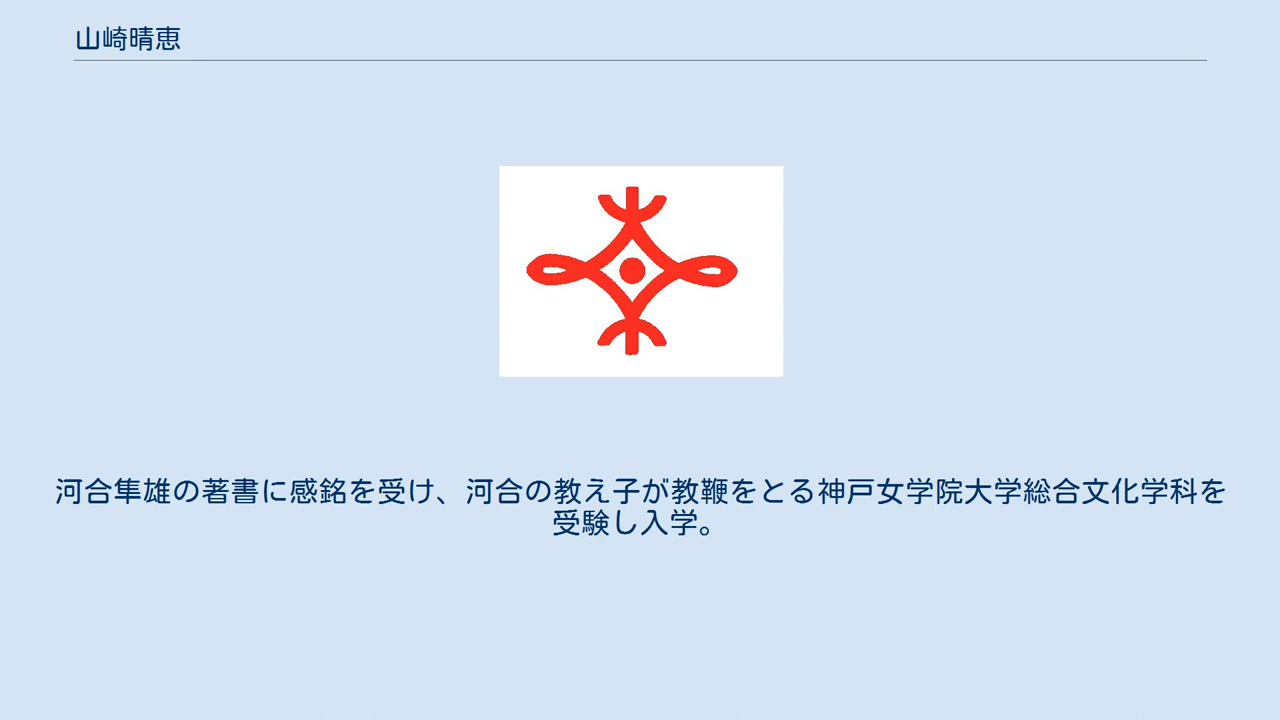 山崎晴恵
河合隼雄の著書に感銘を受け、河合の教え子が教鞭をとる神戸女学院大学総合文化学科を
受験し入学。